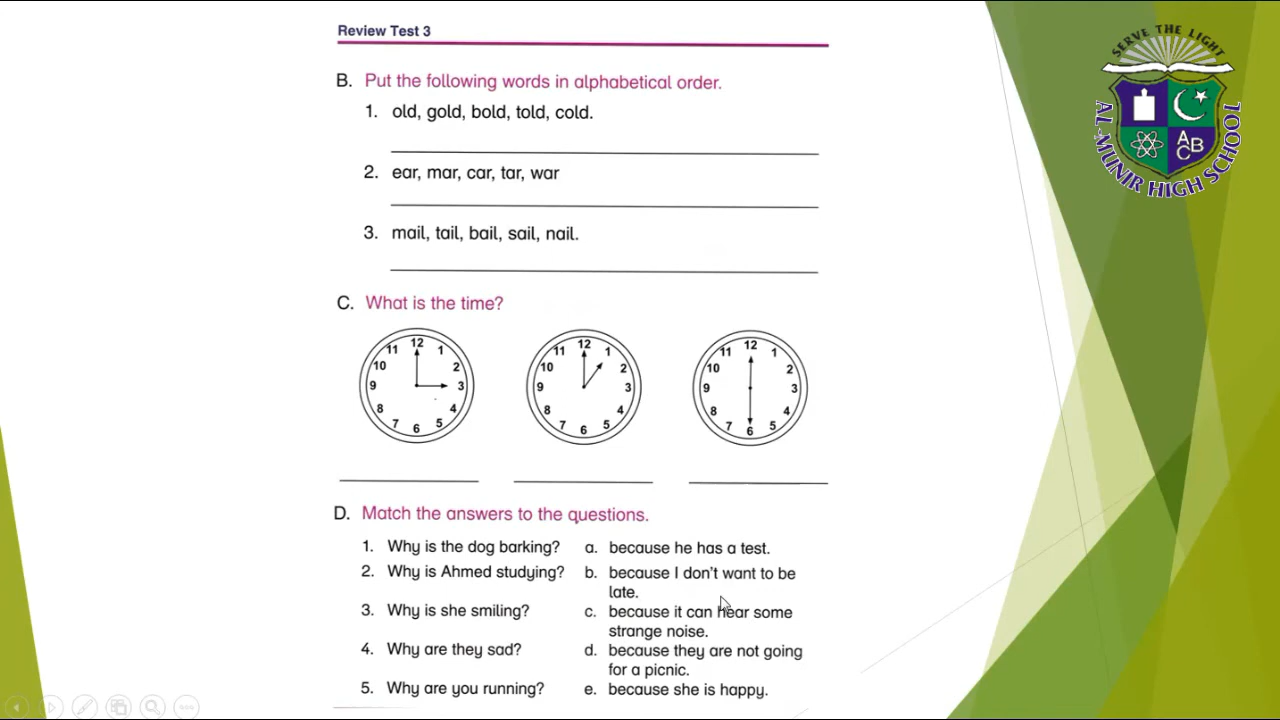 Review Test 3
B. Put the following words in alphabetical order.
1. old, gold, bold, told, cold.
2. ear, mar, car, tar, war
3. mail, tail, bail, sail, nail.
C. What is the time?
12 1 2 3 4 5 6 7 8 9 10 11
12 1 2 3 4 5 6 7 8 9 10 11
12 1 2 3 4 5 6 7 8 9 10 11
D. Match the answers to the questions.
1. Why is the dog barking? a. because he has a test.
2. Why is Ahmed studying? b. because I don't want to be
late.
3. Why is she smiling? c. because it can hear some
strange noise.
4. Why are they sad? d. because they are not going
for a picnic.
5. Why are you running? e. because she is happy.
SERVE THE LIGHT
A B C
AL-MUNIR HIGH SCHOOL